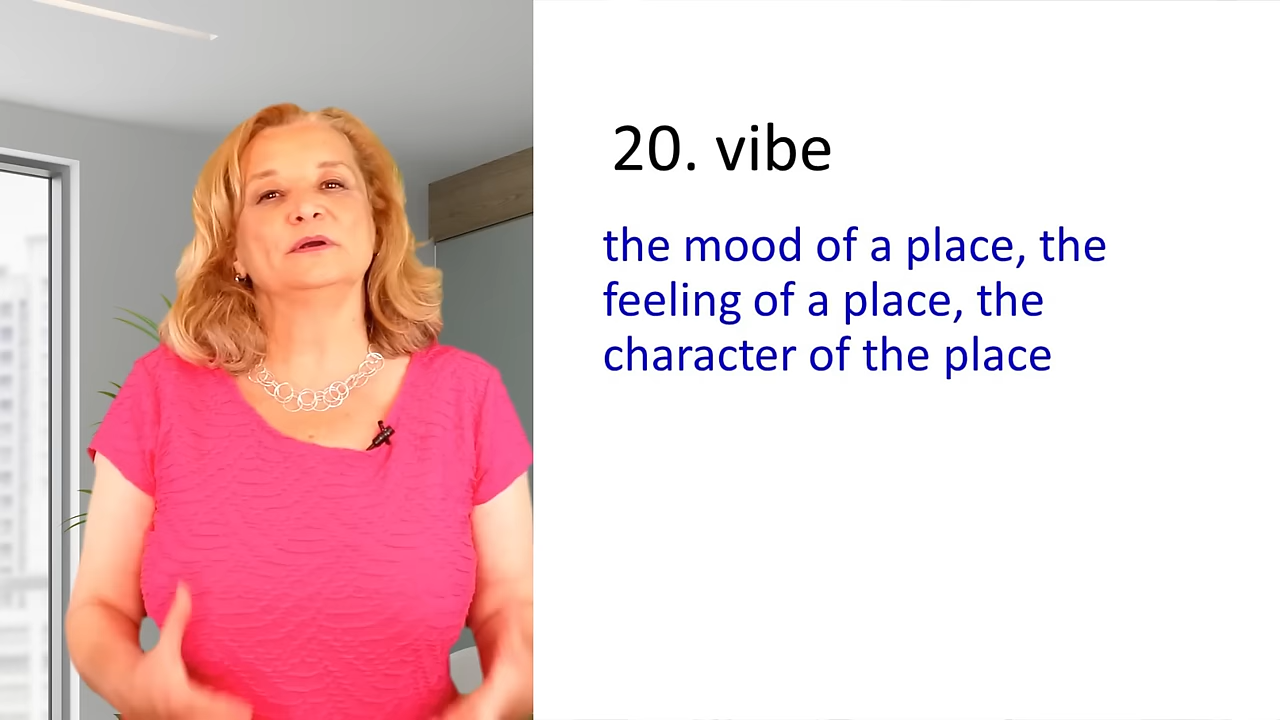 20. vibe
the mood of a place, the
feeling of a place, the
character of the place